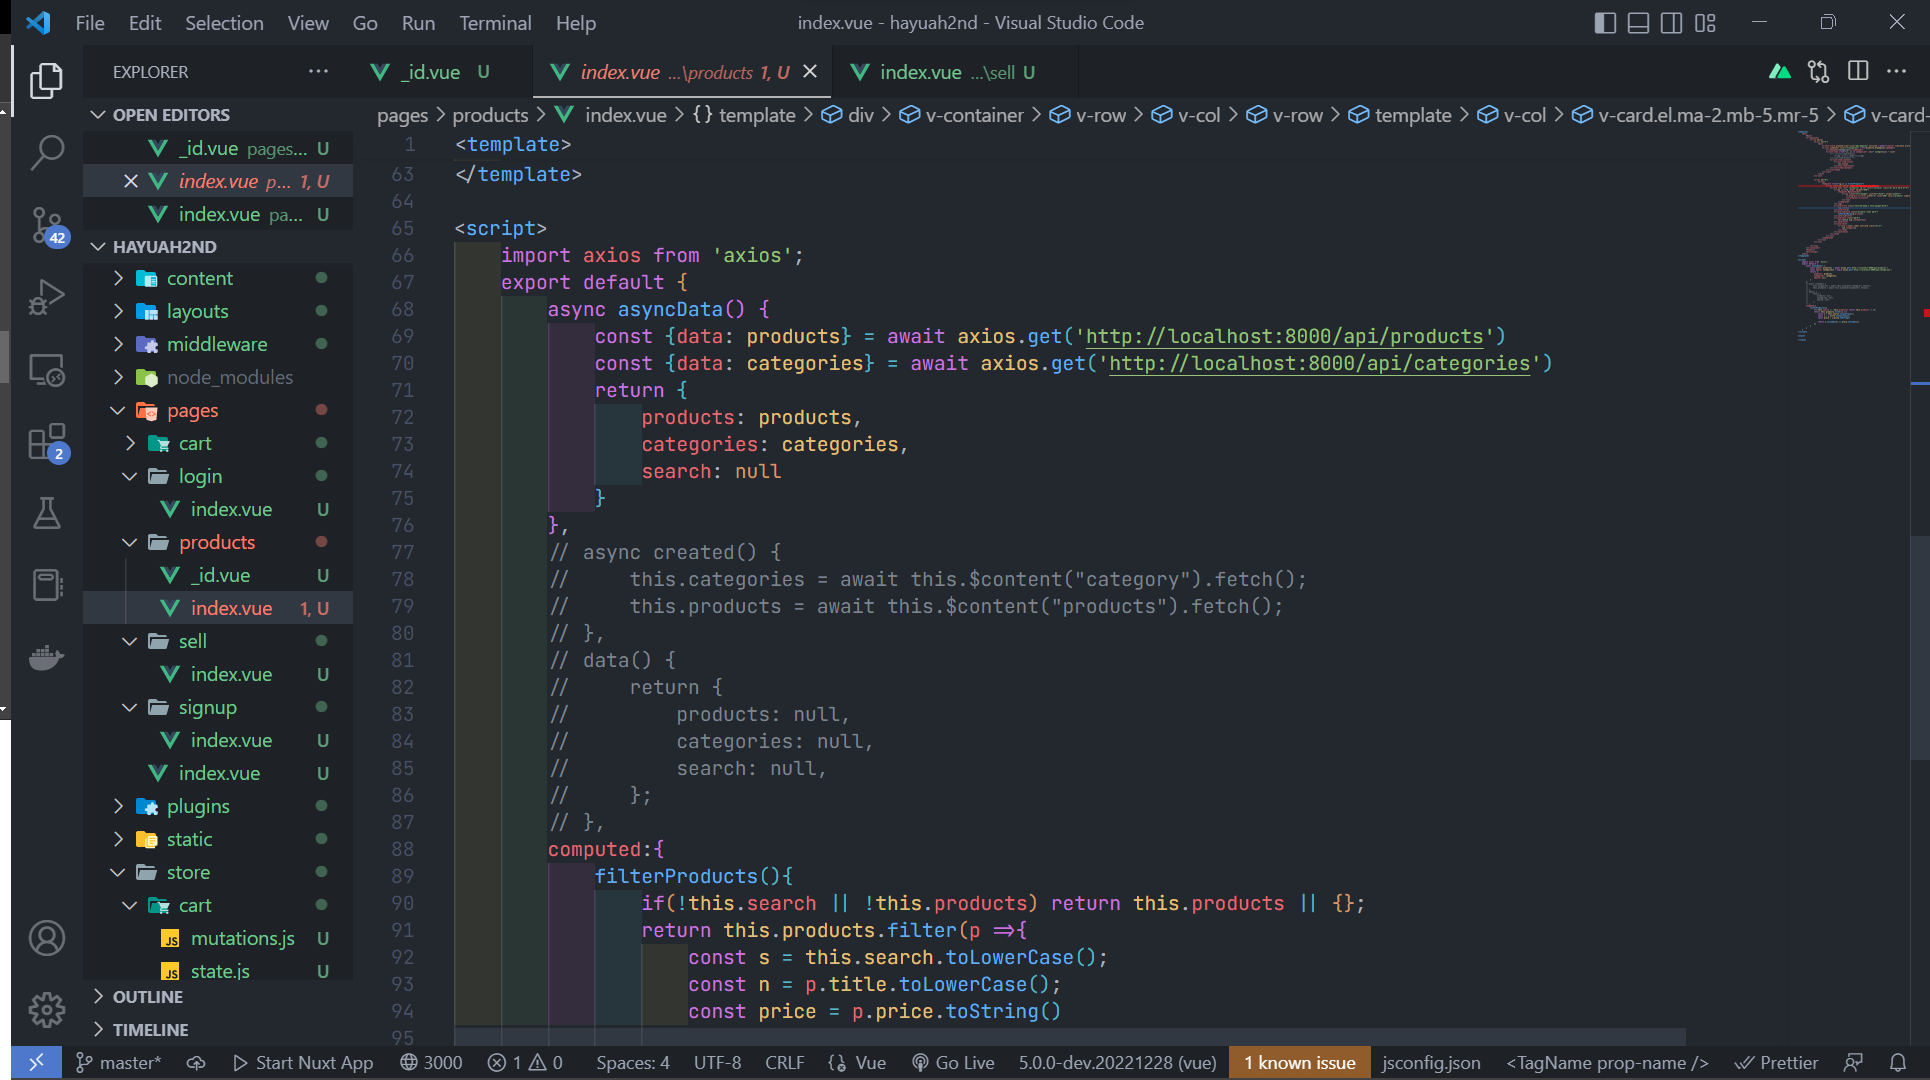 File Edit Selection View Go Run Terminal Help index.vue - hayuah2nd - Visual Studio Code
EXPLORER
_id.vue U index.vue ...\products 1, U index.vue ...\sell U
pages > products > index.vue > {} template > div > v-container > v-row > v-col > v-row > template > v-col > v-card.el.ma-2.mb-5.mr-5 > v-card-
OPEN EDITORS
_id.vue pages... U
index.vue p... 1, U
index.vue pa... U
HAYUAH2ND
content
layouts
middleware
node_modules
pages
cart
login
index.vue U
products
_id.vue U
index.vue 1, U
sell
index.vue U
signup
index.vue U
index.vue U
plugins
static
store
cart
mutations.js U
state.js U
OUTLINE
TIMELINE
42
2
1 <template>
63 </template>
64
65 <script>
66 import axios from 'axios';
67 export default {
68 async asyncData() {
69 const {data: products} = await axios.get('http://localhost:8000/api/products')
70 const {data: categories} = await axios.get('http://localhost:8000/api/categories')
71 return {
72 products: products,
73 categories: categories,
74 search: null
75 }
76 },
77 // async created() {
78 // this.categories = await this.$content("category").fetch();
79 // this.products = await this.$content("products").fetch();
80 // },
81 // data() {
82 // return {
83 // products: null,
84 // categories: null,
85 // search: null,
86 // };
87 // },
88 computed:{
89 filterProducts(){
90 if(!this.search || !this.products) return this.products || {};
91 return this.products.filter(p =>{
92 const s = this.search.toLowerCase();
93 const n = p.title.toLowerCase();
94 const price = p.price.toString()
95
master* Start Nuxt App 3000 1 0 Spaces: 4 UTF-8 CRLF {} Vue Go Live 5.0.0-dev.20221228 (vue) 1 known issue jsconfig.json <TagName prop-name /> Prettier